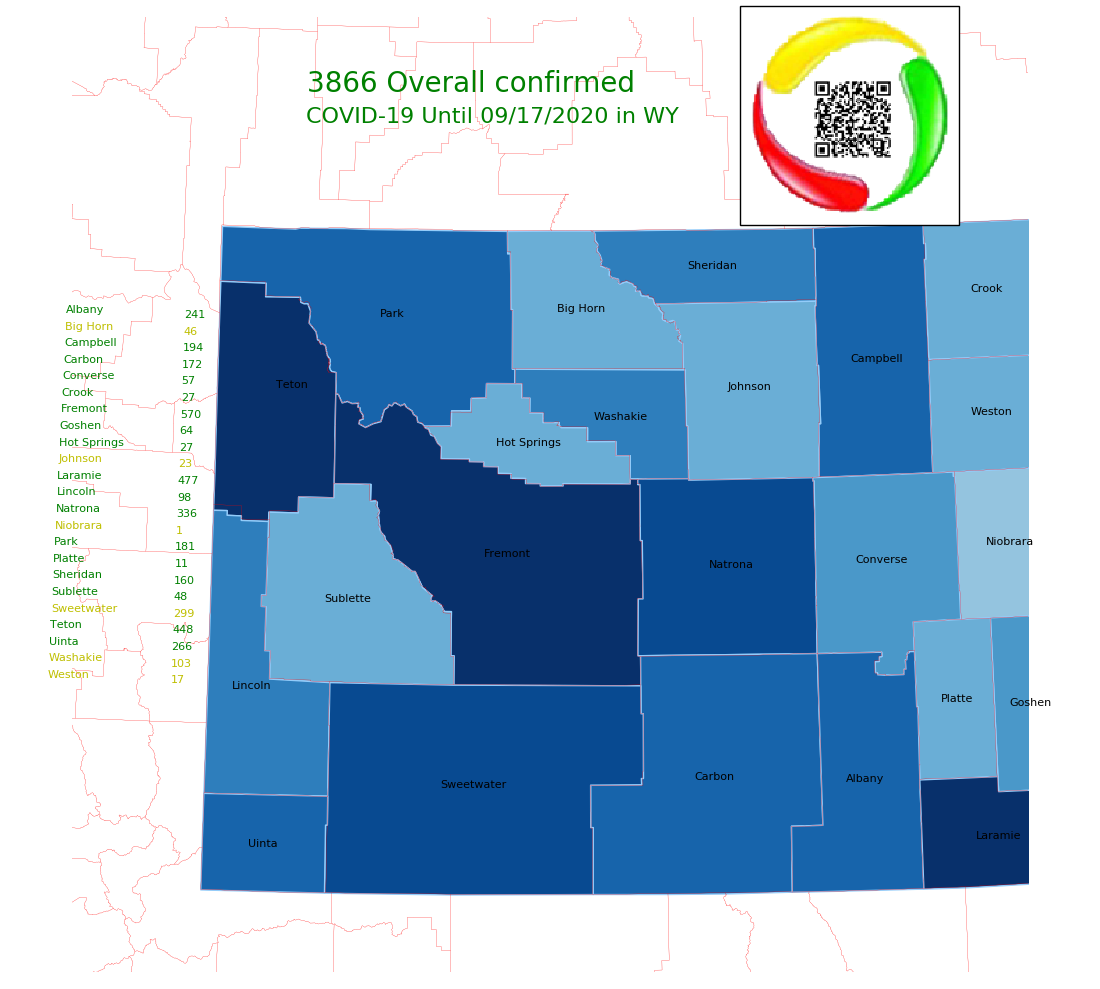 3866 Overall confirmed
COVID-19 Until 09/17/2020 in WY
Albany 241
Big Horn 46
Campbell 194
Carbon 172
Converse 57
Crook 27
Fremont 570
Goshen 64
Hot Springs 27
Johnson 23
Laramie 477
Lincoln 98
Natrona 336
Niobrara 1
Park 181
Platte 11
Sheridan 160
Sublette 48
Sweetwater 299
Teton 448
Uinta 266
Washakie 103
Weston 17
Sheridan
Crook
Big Horn
Park
Campbell
Teton
Johnson
Weston
Washakie
Hot Springs
Niobrara
Fremont
Converse
Natrona
Sublette
Lincoln
Platte
Goshen
Carbon
Albany
Sweetwater
Laramie
Uinta